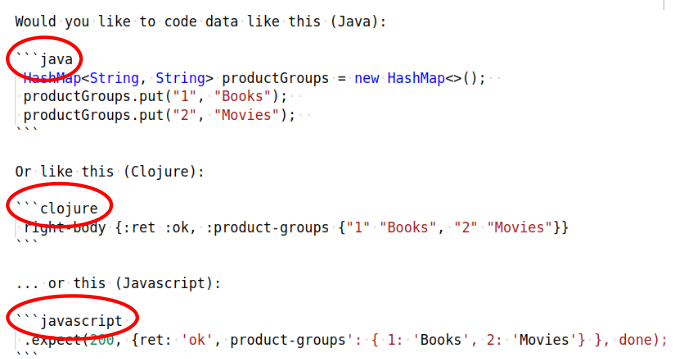 Would you like to code data like this (Java):
```java
HashMap<String, String> productGroups = new HashMap<>();
productGroups.put("1", "Books");
productGroups.put("2", "Movies");
```
Or like this (Clojure):
```clojure
right-body {:ret :ok, :product-groups {"1" "Books", "2" "Movies"}}
```
... or this (Javascript):
```javascript
.expect(200, {ret: 'ok', product-groups': { 1: 'Books', 2: 'Movies'} }, done);
```